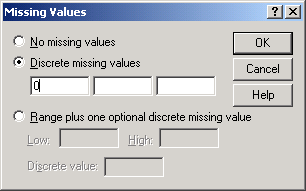 Missing Values
No missing values
OK
Discrete missing values
Cancel
0
Help
Range plus one optional discrete missing value
Low: High:
Discrete value: